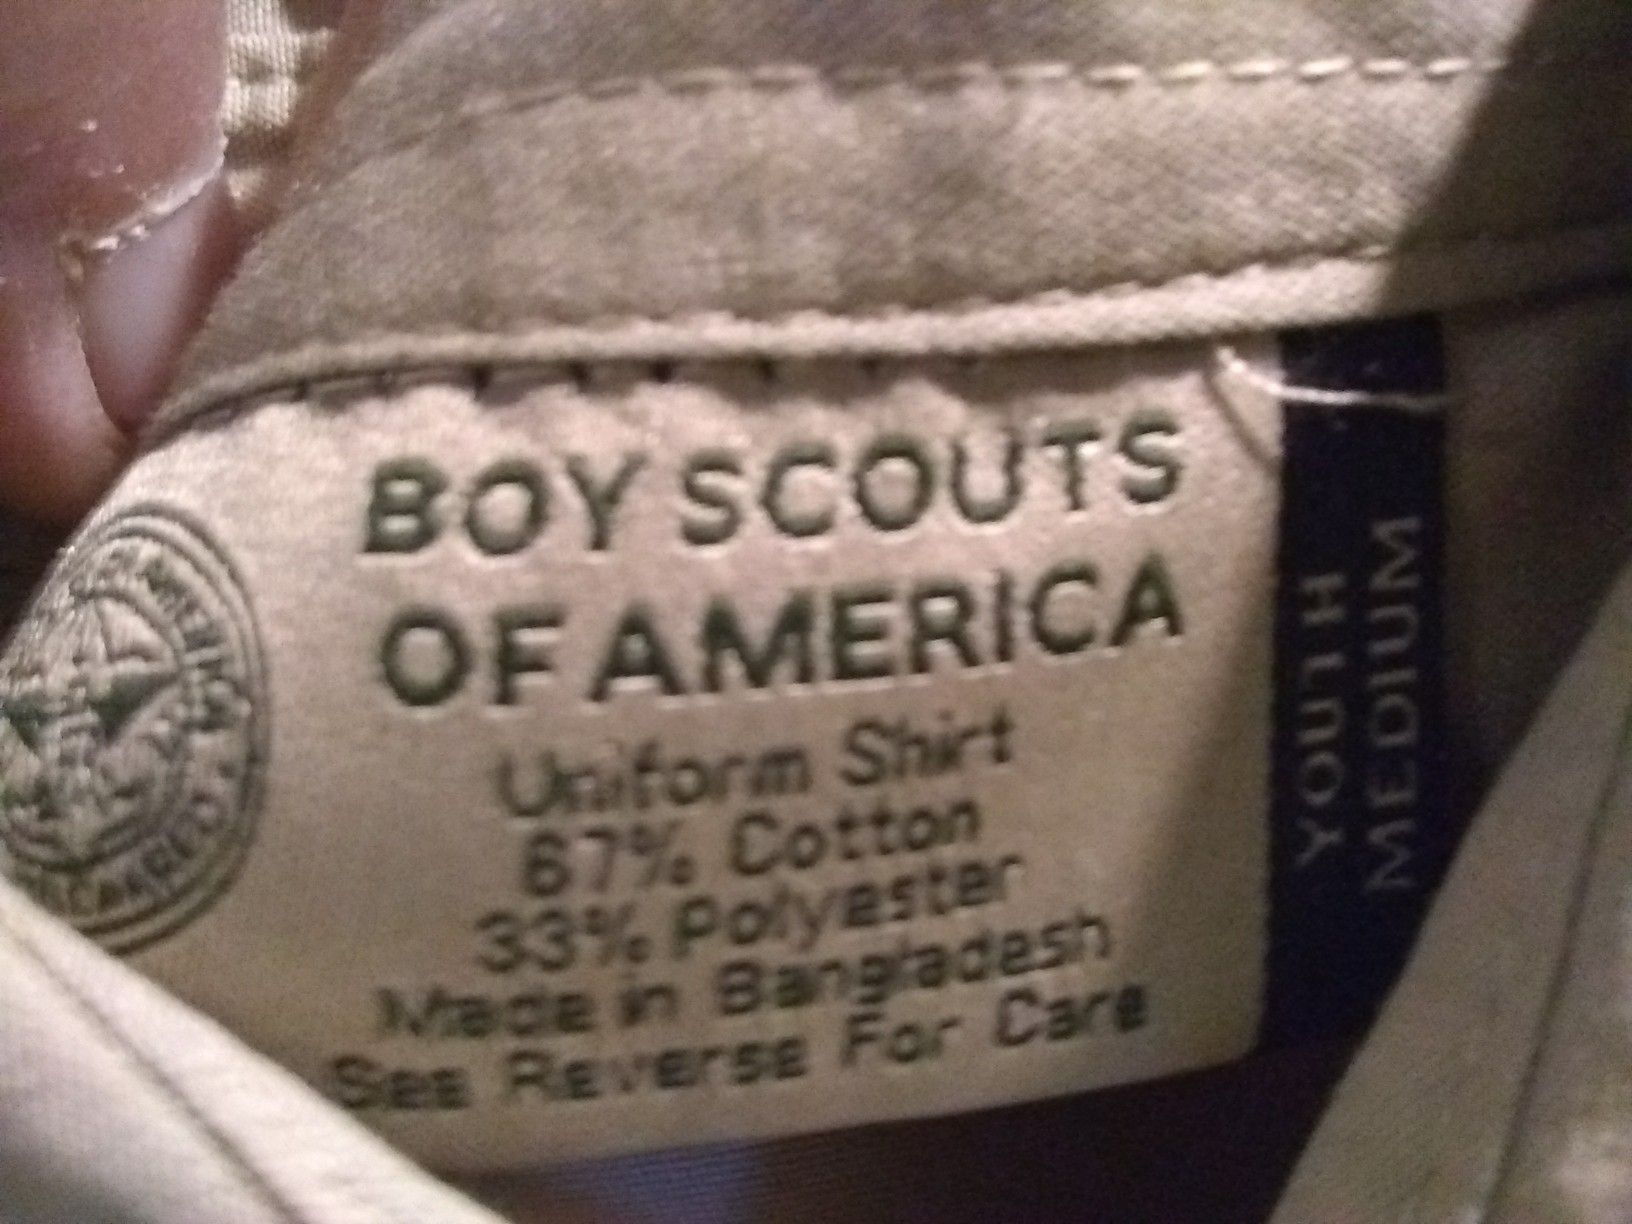 BOY SCOUTS
OF AMERICA
Uniform Shirt
67% Cotton
33% Polyester
Made in Bangladesh
See Reverse For Care
YOUTH
MEDIUM